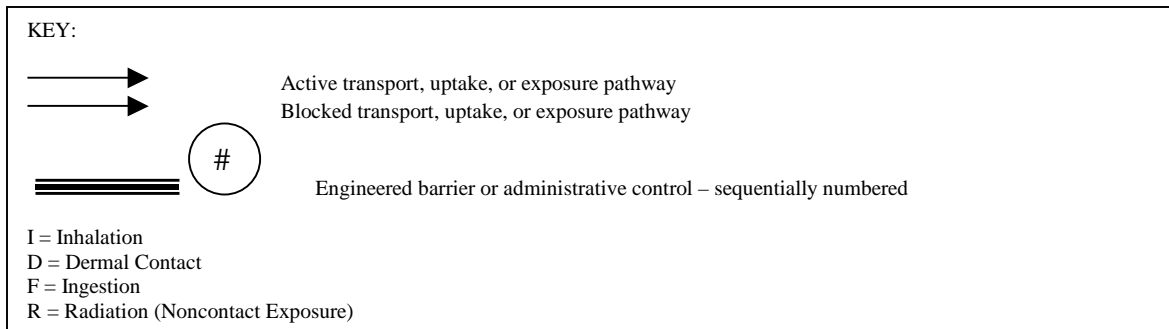 KEY:
Active transport, uptake, or exposure pathway
Blocked transport, uptake, or exposure pathway
#
Engineered barrier or administrative control – sequentially numbered
I = Inhalation
D = Dermal Contact
F = Ingestion
R = Radiation (Noncontact Exposure)